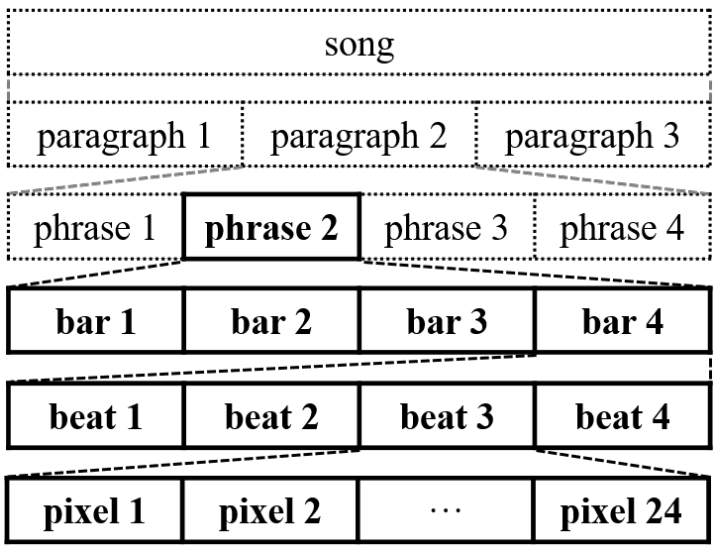 song
paragraph 1 paragraph 2 paragraph 3
phrase 1 phrase 2 phrase 3 phrase 4
bar 1 bar 2 bar 3 bar 4
beat 1 beat 2 beat 3 beat 4
pixel 1 pixel 2 ··· pixel 24